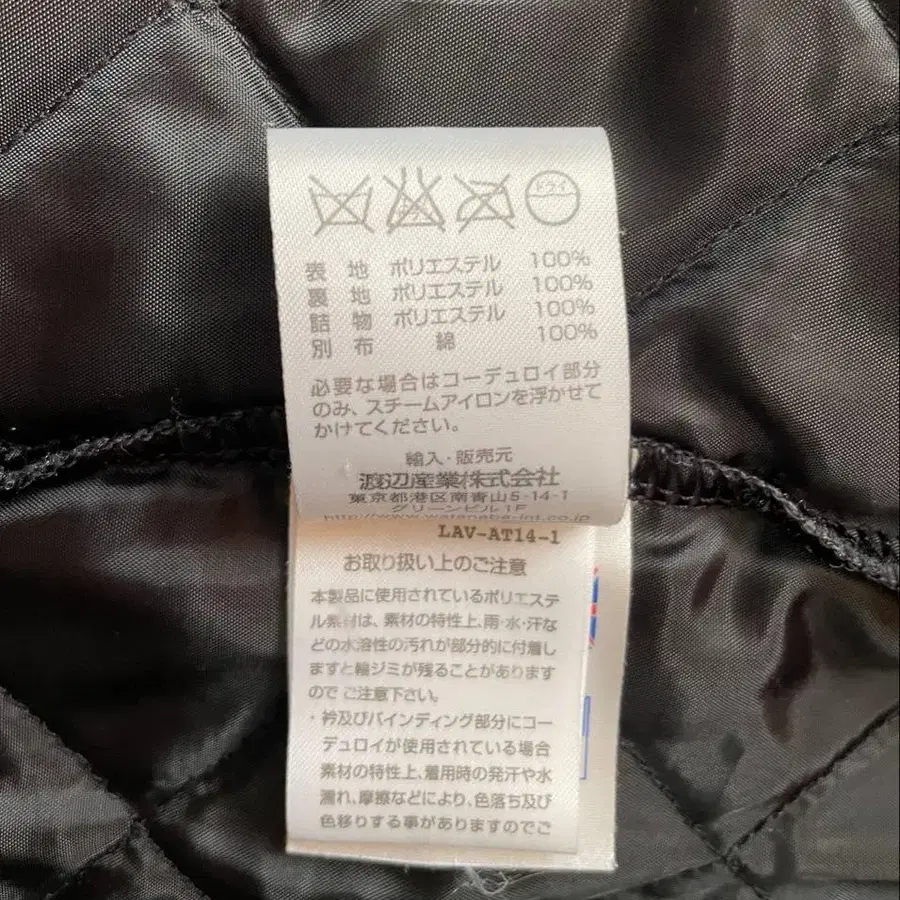 ドライ
表 地 ポリエステル 100%
裏 地 ポリエステル 100%
詰 物 ポリエステル 100%
別 布 綿 100%
必要な場合はコーデュロイ部分
のみ、スチームアイロンを浮かせて
かけてください。
輸入・販売元
渡辺産業株式会社
東京都港区南青山5-14-1
グリーンビル1F
http://www.watanabe-int.co.jp
LAV-AT14-1
お取り扱い上のご注意
本製品に使用されているポリエステ
ル素材は、素材の特性上、雨・水・汗な
どの水溶性の汚れが部分的に付着し
ますと輪ジミが残ることがあります
ので ご注意下さい。
・衿及びバインディング部分にコー
デュロイが使用されている場合
素材の特性上、着用時の発汗や水
濡れ、摩擦などにより、色落ち及び
色移りする事がありますのでご